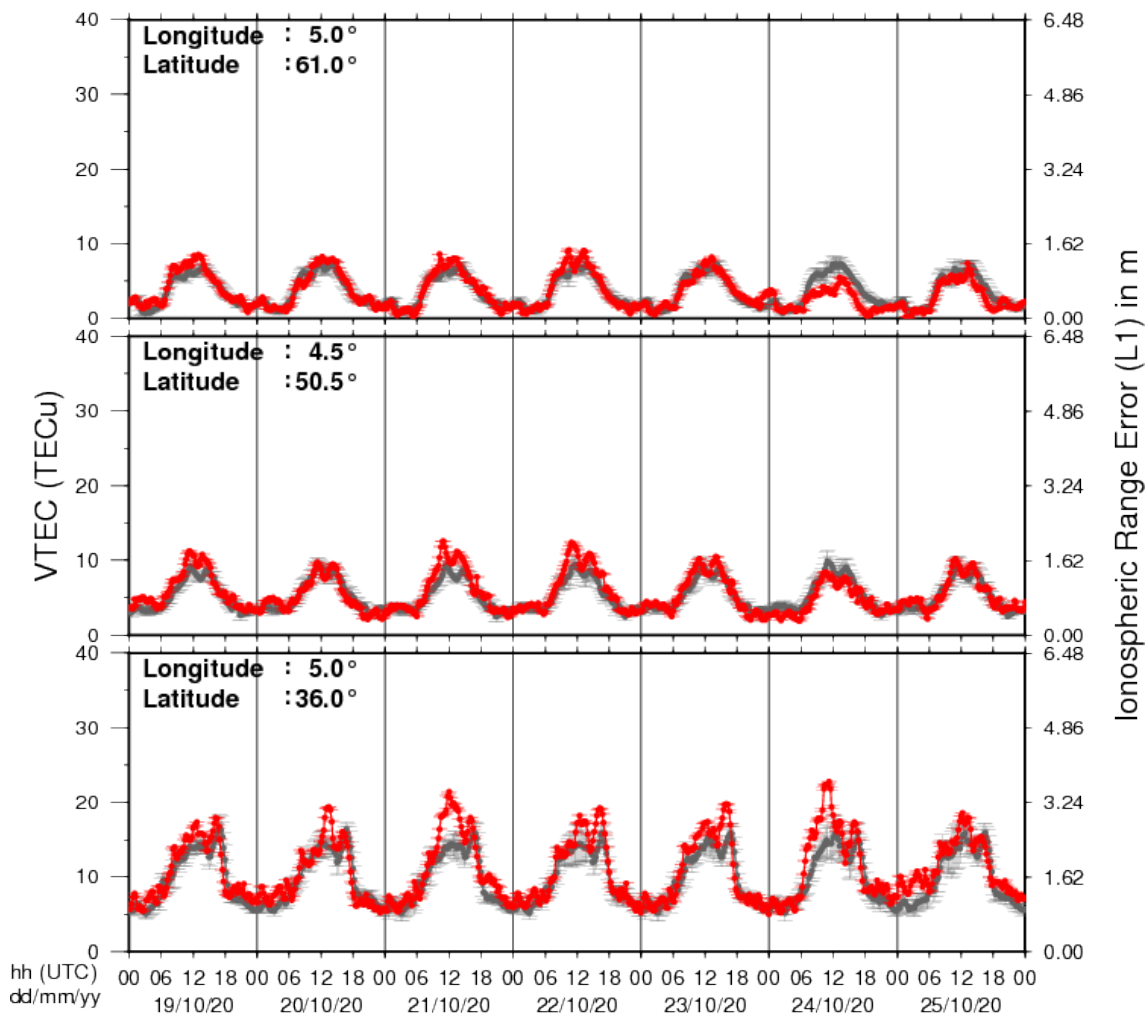 40 6.48
Longitude : 5.0°
Latitude :61.0°
30 4.86
20 3.24
10 1.62
0 0.00
40 6.48
Longitude : 4.5°
Latitude :50.5°
30 4.86
20 3.24
10 1.62
0 0.00
40 6.48
Longitude : 5.0°
Latitude :36.0°
30 4.86
20 3.24
10 1.62
0 0.00
VTEC (TECu)
Ionospheric Range Error (L1) in m
hh (UTC) 00 06 12 18 00 06 12 18 00 06 12 18 00 06 12 18 00 06 12 18 00 06 12 18 00 06 12 18 00
dd/mm/yy 19/10/20 20/10/20 21/10/20 22/10/20 23/10/20 24/10/20 25/10/20